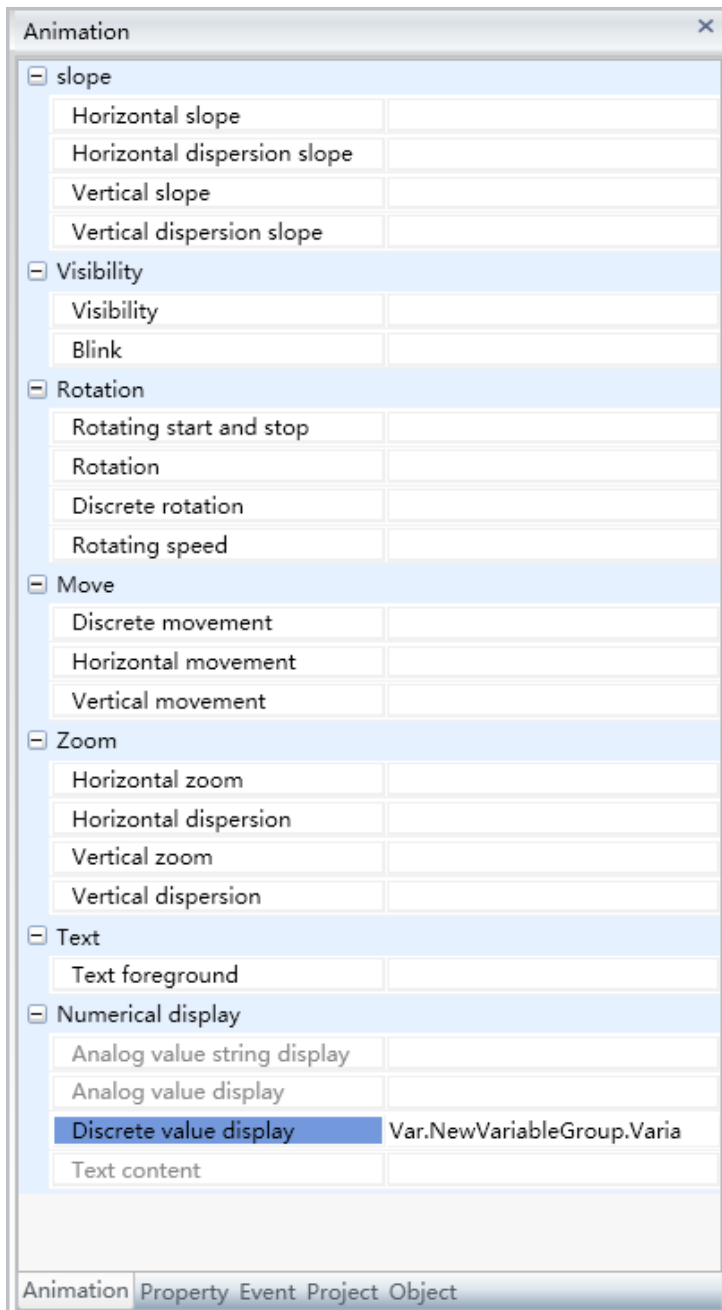 Animation
slope
Horizontal slope
Horizontal dispersion slope
Vertical slope
Vertical dispersion slope
Visibility
Visibility
Blink
Rotation
Rotating start and stop
Rotation
Discrete rotation
Rotating speed
Move
Discrete movement
Horizontal movement
Vertical movement
Zoom
Horizontal zoom
Horizontal dispersion
Vertical zoom
Vertical dispersion
Text
Text foreground
Numerical display
Analog value string display
Analog value display
Discrete value display Var.NewVariableGroup.Varia
Text content
Animation Property Event Project Object